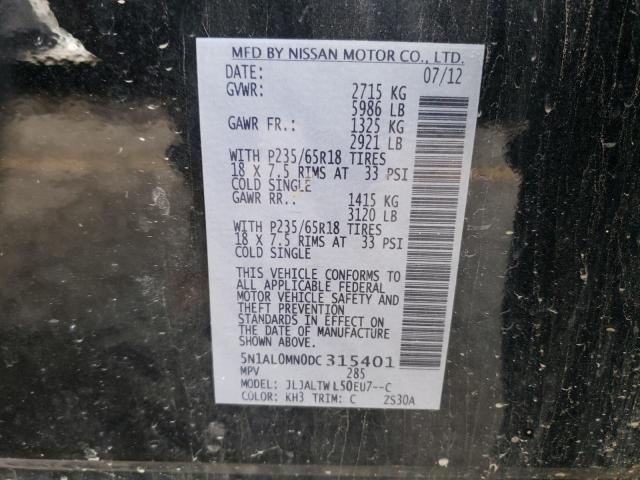 MFD BY NISSAN MOTOR CO., LTD.
DATE: 07/12
GVWR: 2715 KG
5986 LB
GAWR FR.: 1325 KG
2921 LB
WITH P235/65R18 TIRES
18 X 7.5 RIMS AT 33 PSI
COLD SINGLE
GAWR RR.: 1415 KG
3120 LB
WITH P235/65R18 TIRES
18 X 7.5 RIMS AT 33 PSI
COLD SINGLE
THIS VEHICLE CONFORMS TO
ALL APPLICABLE FEDERAL
MOTOR VEHICLE SAFETY AND
THEFT PREVENTION
STANDARDS IN EFFECT ON
THE DATE OF MANUFACTURE
SHOWN ABOVE.
5N1AL0MN0DC315401
MPV 285
MODEL: JLJALTWL50EU7--C
COLOR: KH3 TRIM: C ZS30A